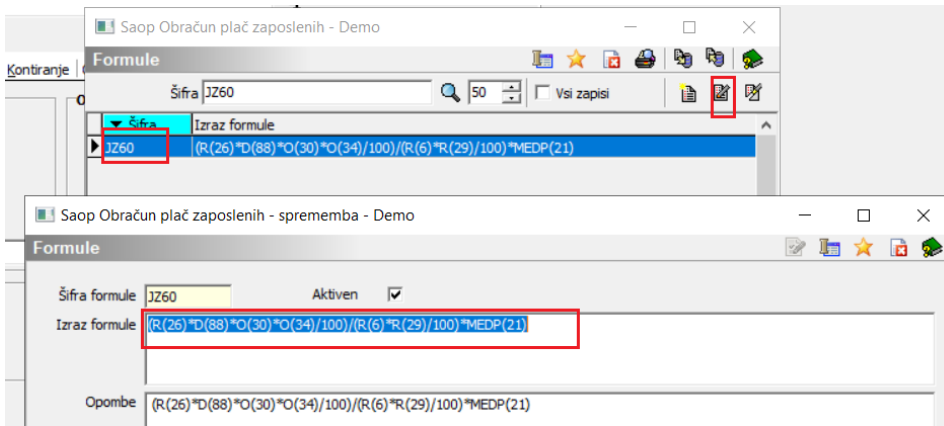 Saop Obračun plač zaposlenih - Demo
Formule
Kontiranje
Šifra JZ60 50 Vsi zapisi
Šifra Izraz formule
JZ60 (R(26)*D(88)*O(30)*O(34)/100)/(R(6)*R(29)/100)*MEDP(21)
Saop Obračun plač zaposlenih - sprememba - Demo
Formule
Šifra formule JZ60 Aktiven
Izraz formule (R(26)*D(88)*O(30)*O(34)/100)/(R(6)*R(29)/100)*MEDP(21)
Opombe (R(26)*D(88)*O(30)*O(34)/100)/(R(6)*R(29)/100)*MEDP(21)